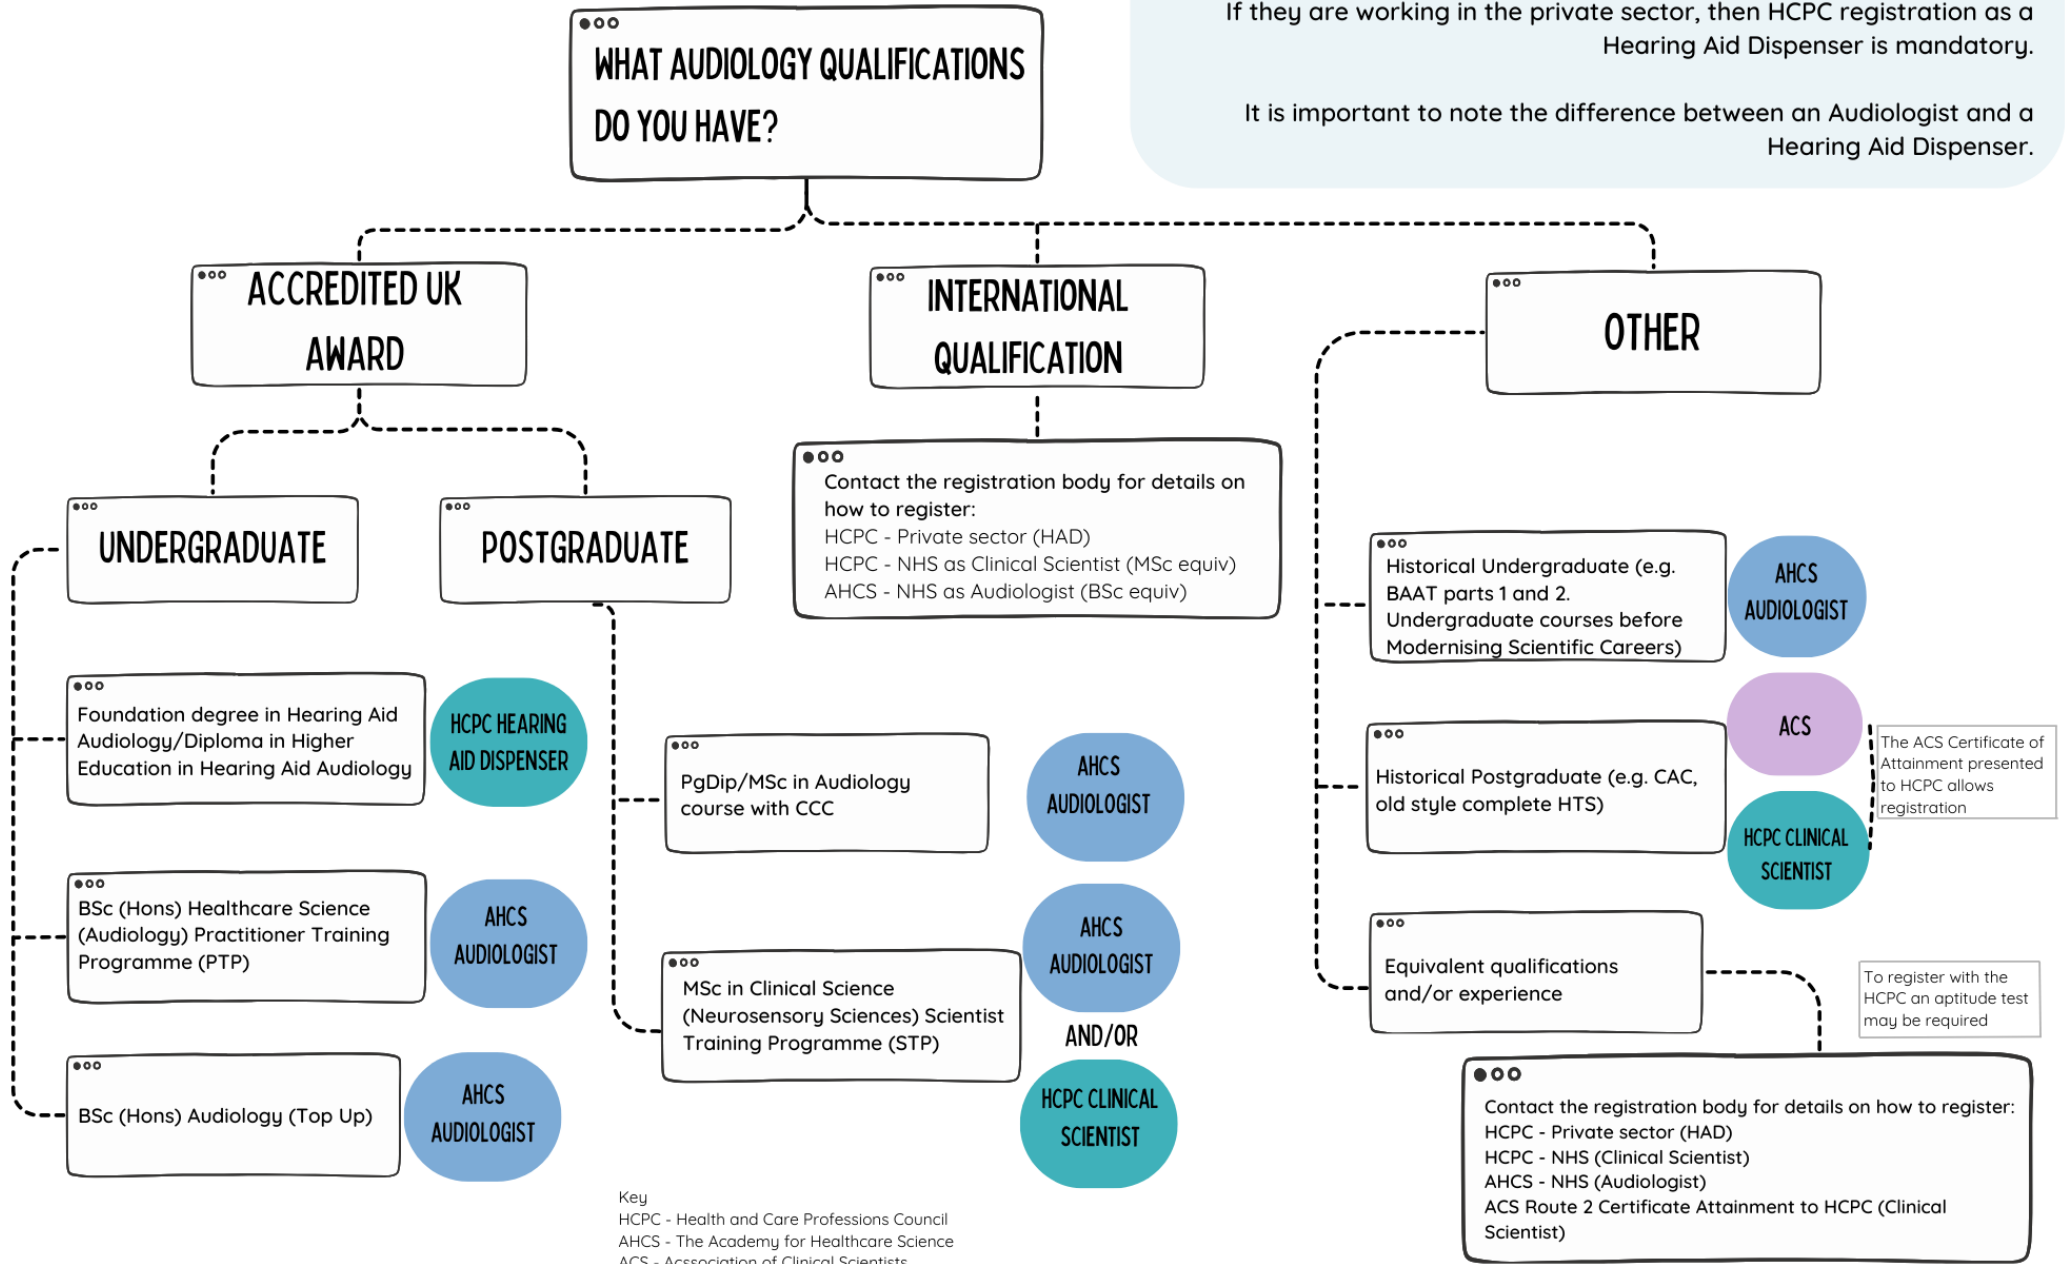 If they are working in the private sector, then HCPC registration as a
Hearing Aid Dispenser is mandatory.
It is important to note the difference between an Audiologist and a
Hearing Aid Dispenser.
WHAT AUDIOLOGY QUALIFICATIONS
DO YOU HAVE?
ACCREDITED UK
AWARD
INTERNATIONAL
QUALIFICATION
OTHER
UNDERGRADUATE
POSTGRADUATE
Contact the registration body for details on
how to register:
HCPC - Private sector (HAD)
HCPC - NHS as Clinical Scientist (MSc equiv)
AHCS - NHS as Audiologist (BSc equiv)
Foundation degree in Hearing Aid
Audiology/Diploma in Higher
Education in Hearing Aid Audiology
HCPC HEARING
AID DISPENSER
BSc (Hons) Healthcare Science
(Audiology) Practitioner Training
Programme (PTP)
AHCS
AUDIOLOGIST
BSc (Hons) Audiology (Top Up)
AHCS
AUDIOLOGIST
PgDip/MSc in Audiology
course with CCC
AHCS
AUDIOLOGIST
MSc in Clinical Science
(Neurosensory Sciences) Scientist
Training Programme (STP)
AHCS
AUDIOLOGIST
AND/OR
HCPC CLINICAL
SCIENTIST
Historical Undergraduate (e.g.
BAAT parts 1 and 2.
Undergraduate courses before
Modernising Scientific Careers)
AHCS
AUDIOLOGIST
Historical Postgraduate (e.g. CAC,
old style complete HTS)
ACS
HCPC CLINICAL
SCIENTIST
The ACS Certificate of
Attainment presented
to HCPC allows
registration
Equivalent qualifications
and/or experience
To register with the
HCPC an aptitude test
may be required
Contact the registration body for details on how to register:
HCPC - Private sector (HAD)
HCPC - NHS (Clinical Scientist)
AHCS - NHS (Audiologist)
ACS Route 2 Certificate Attainment to HCPC (Clinical
Scientist)
Key
HCPC - Health and Care Professions Council
AHCS - The Academy for Healthcare Science
ACS - Acssociation of Clinical Scientists